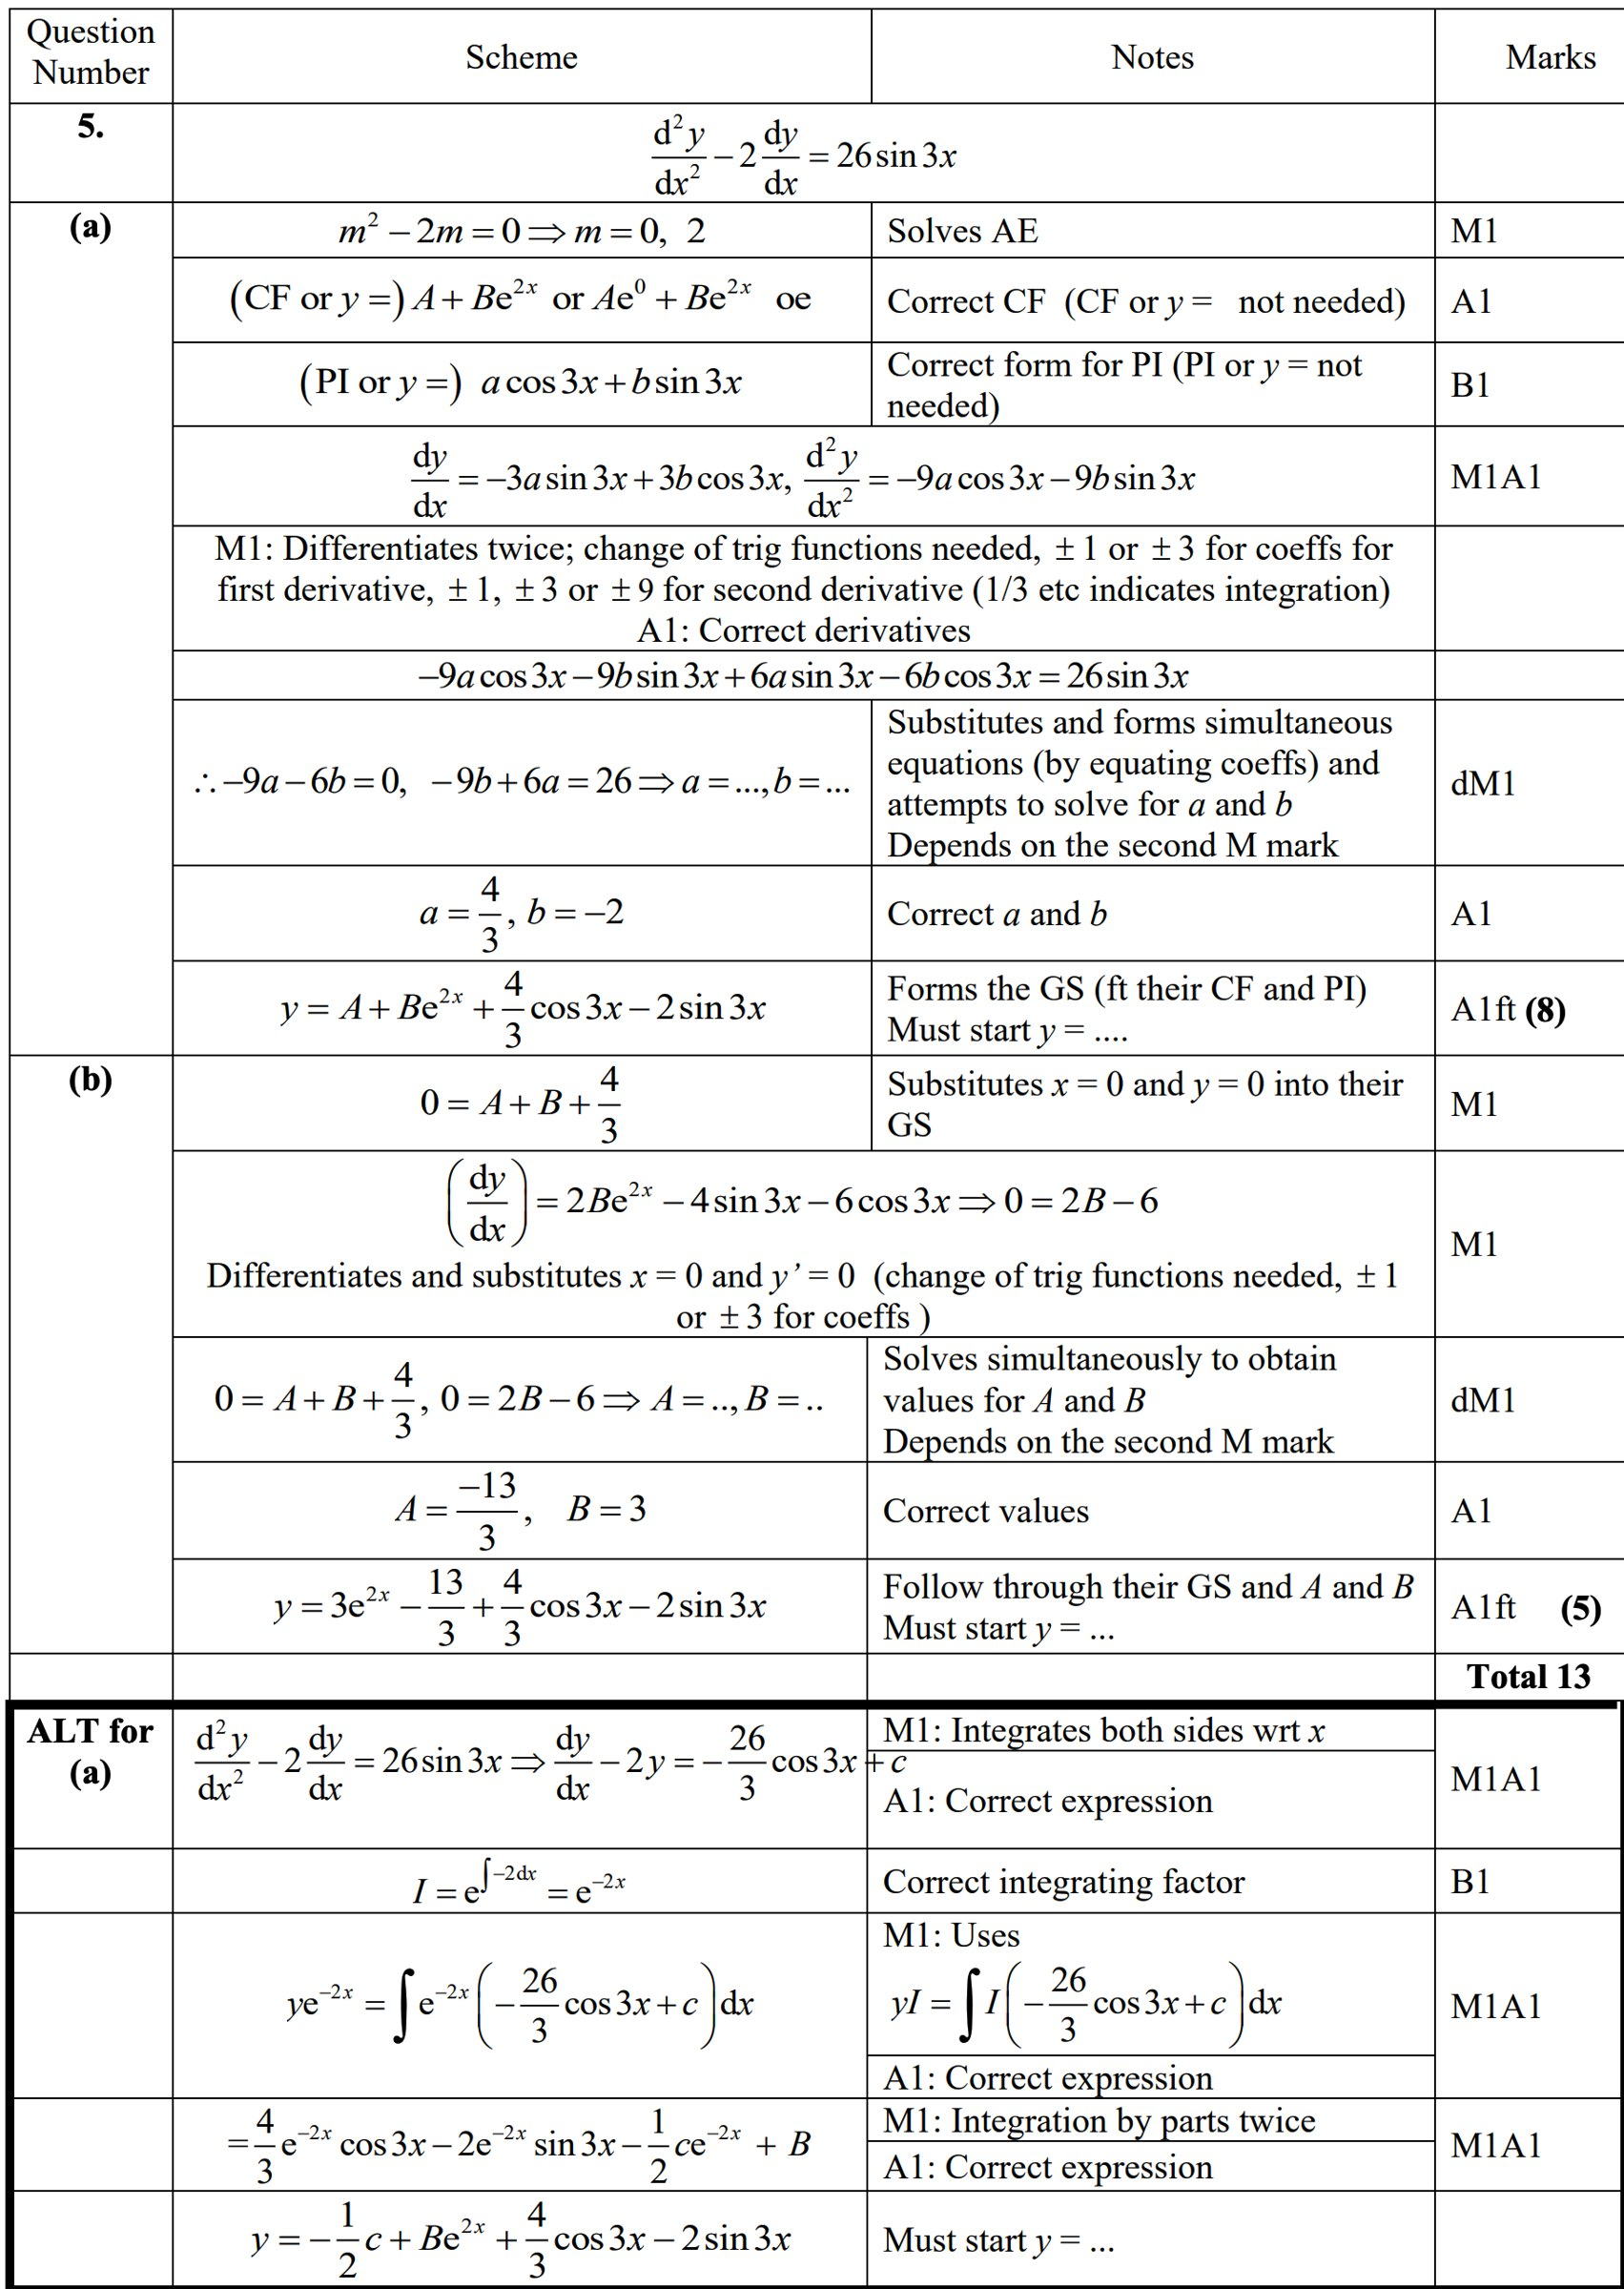 Question Number | Scheme | Notes | Marks
5. | d²y/dx² − 2 dy/dx = 26 sin 3x
(a) | m² − 2m = 0 ⇒ m = 0, 2 | Solves AE | M1
(CF or y =) A + Be^(2x) or Ae^0 + Be^(2x) oe | Correct CF (CF or y = not needed) | A1
(PI or y =) a cos 3x + b sin 3x | Correct form for PI (PI or y = not needed) | B1
dy/dx = −3a sin 3x + 3b cos 3x, d²y/dx² = −9a cos 3x − 9b sin 3x | M1A1
M1: Differentiates twice; change of trig functions needed, ± 1 or ± 3 for coeffs for
first derivative, ± 1, ± 3 or ± 9 for second derivative (1/3 etc indicates integration)
A1: Correct derivatives
−9a cos 3x − 9b sin 3x + 6a sin 3x − 6b cos 3x = 26 sin 3x
∴ −9a − 6b = 0, −9b + 6a = 26 ⇒ a = ..., b = ... | dM1
Substitutes and forms simultaneous
equations (by equating coeffs) and
attempts to solve for a and b
Depends on the second M mark
a = 4/3, b = −2 | Correct a and b | A1
y = A + Be^(2x) + 4/3 cos 3x − 2 sin 3x | A1ft (8)
Forms the GS (ft their CF and PI)
Must start y = ....
(b) | 0 = A + B + 4/3 | Substitutes x = 0 and y = 0 into their GS | M1
(dy/dx) = 2Be^(2x) − 4 sin 3x − 6 cos 3x ⇒ 0 = 2B − 6 | M1
Differentiates and substitutes x = 0 and y’ = 0 (change of trig functions needed, ± 1
or ± 3 for coeffs )
0 = A + B + 4/3, 0 = 2B − 6 ⇒ A = .., B = .. | dM1
Solves simultaneously to obtain
values for A and B
Depends on the second M mark
A = −13/3, B = 3 | Correct values | A1
y = 3e^(2x) − 13/3 + 4/3 cos 3x − 2 sin 3x | A1ft (5)
Follow through their GS and A and B
Must start y = ...
Total 13
ALT for (a) | d²y/dx² − 2 dy/dx = 26 sin 3x ⇒ dy/dx − 2y = −26/3 cos 3x + c | M1A1
M1: Integrates both sides wrt x
A1: Correct expression
I = e^(∫−2dx) = e^(−2x) | Correct integrating factor | B1
ye^(−2x) = ∫ e^(−2x) (−26/3 cos 3x + c) dx | M1A1
M1: Uses
yI = ∫ I (−26/3 cos 3x + c) dx
A1: Correct expression
= 4/3 e^(−2x) cos 3x − 2e^(−2x) sin 3x − 1/2 ce^(−2x) + B | M1A1
M1: Integration by parts twice
A1: Correct expression
y = −1/2 c + Be^(2x) + 4/3 cos 3x − 2 sin 3x | Must start y = ...